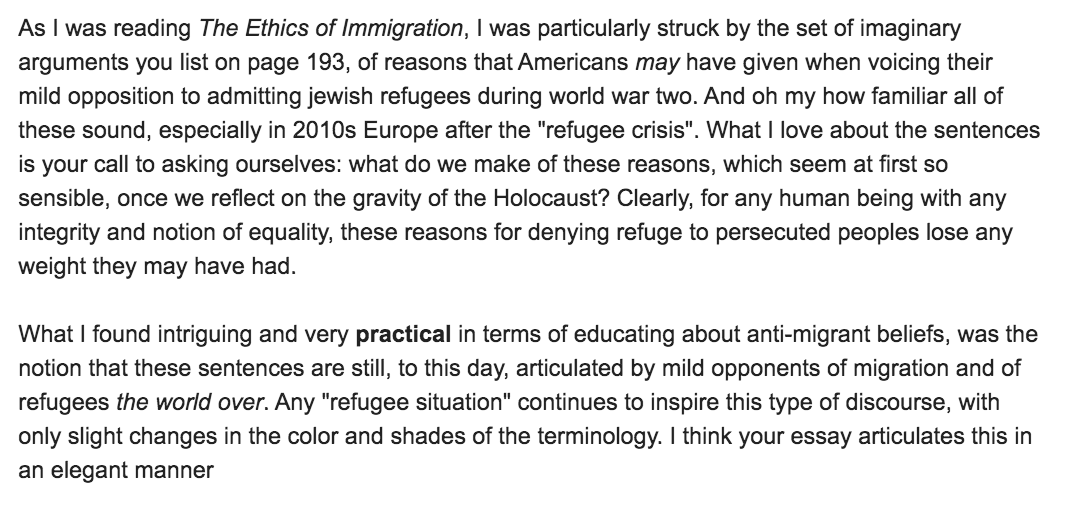 As I was reading The Ethics of Immigration, I was particularly struck by the set of imaginary
arguments you list on page 193, of reasons that Americans may have given when voicing their
mild opposition to admitting jewish refugees during world war two. And oh my how familiar all of
these sound, especially in 2010s Europe after the "refugee crisis". What I love about the sentences
is your call to asking ourselves: what do we make of these reasons, which seem at first so
sensible, once we reflect on the gravity of the Holocaust? Clearly, for any human being with any
integrity and notion of equality, these reasons for denying refuge to persecuted peoples lose any
weight they may have had.
What I found intriguing and very practical in terms of educating about anti-migrant beliefs, was the
notion that these sentences are still, to this day, articulated by mild opponents of migration and of
refugees the world over. Any "refugee situation" continues to inspire this type of discourse, with
only slight changes in the color and shades of the terminology. I think your essay articulates this in
an elegant manner